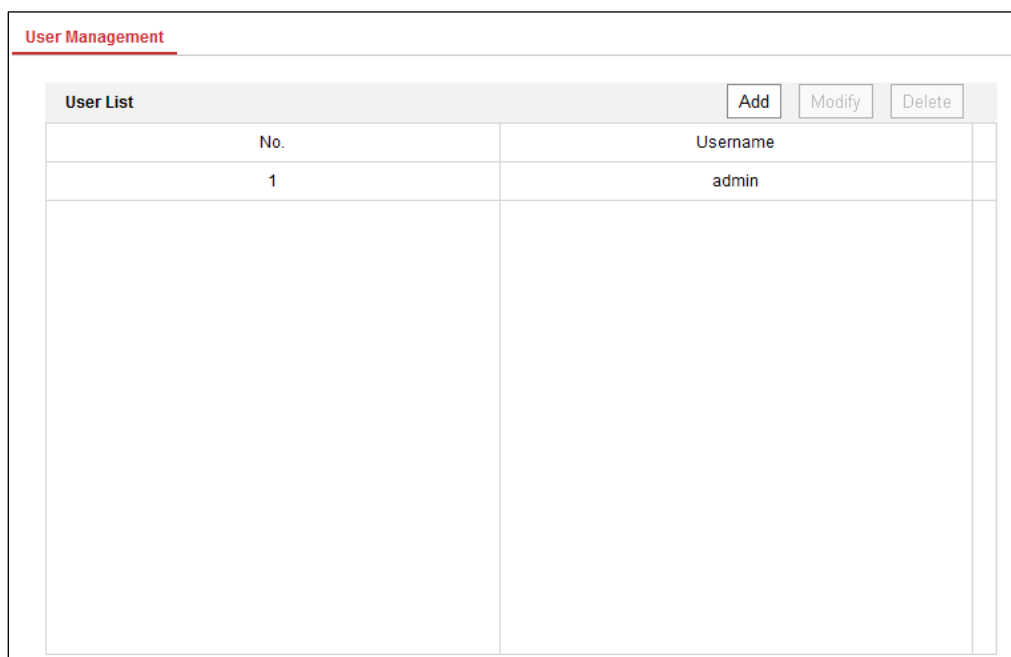 User Management
User List Add Modify Delete
No. Username
1 admin